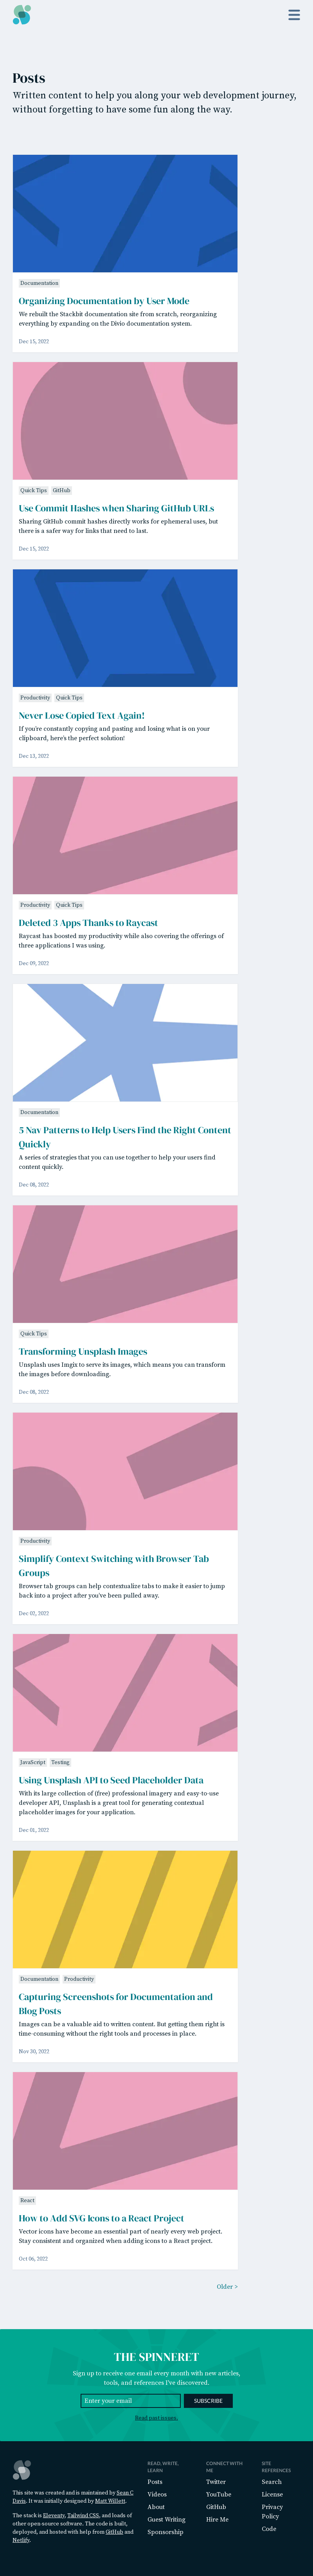 Posts
Written content to help you along your web development journey,
without forgetting to have some fun along the way.
Documentation
Organizing Documentation by User Mode
We rebuilt the Stackbit documentation site from scratch, reorganizing
everything by expanding on the Divio documentation system.
Dec 15, 2022
Quick Tips GitHub
Use Commit Hashes when Sharing GitHub URLs
Sharing GitHub commit hashes directly works for ephemeral uses, but
there is a safer way for links that need to last.
Dec 15, 2022
Productivity Quick Tips
Never Lose Copied Text Again!
If you're constantly copying and pasting and losing what is on your
clipboard, here's the perfect solution!
Dec 13, 2022
Productivity Quick Tips
Deleted 3 Apps Thanks to Raycast
Raycast has boosted my productivity while also covering the offerings of
three applications I was using.
Dec 09, 2022
Documentation
5 Nav Patterns to Help Users Find the Right Content
Quickly
A series of strategies that you can use together to help your users find
content quickly.
Dec 08, 2022
Quick Tips
Transforming Unsplash Images
Unsplash uses Imgix to serve its images, which means you can transform
the images before downloading.
Dec 08, 2022
Productivity
Simplify Context Switching with Browser Tab
Groups
Browser tab groups can help contextualize tabs to make it easier to jump
back into a project after you've been pulled away.
Dec 02, 2022
JavaScript Testing
Using Unsplash API to Seed Placeholder Data
With its large collection of (free) professional imagery and easy-to-use
developer API, Unsplash is a great tool for generating contextual
placeholder images for your application.
Dec 01, 2022
Documentation Productivity
Capturing Screenshots for Documentation and
Blog Posts
Images can be a valuable aid to written content. But getting them right is
time-consuming without the right tools and processes in place.
Nov 30, 2022
React
How to Add SVG Icons to a React Project
Vector icons have become an essential part of nearly every web project.
Stay consistent and organized when adding icons to a React project.
Oct 06, 2022
Older >
THE SPINNERET
Sign up to receive one email every month with new articles,
tools, and references I've discovered.
Enter your email SUBSCRIBE
Read past issues.
This site was created and is maintained by Sean C
Davis. It was initially designed by Matt Willett.
The stack is Eleventy, Tailwind CSS, and loads of
other open source software. The code is built,
deployed, and hosted with help from GitHub and
Netlify.
READ, WRITE,
LEARN
Posts
Videos
About
Guest Writing
Sponsorship
CONNECT WITH
ME
Twitter
YouTube
GitHub
Hire Me
SITE
REFERENCES
Search
License
Privacy
Policy
Code